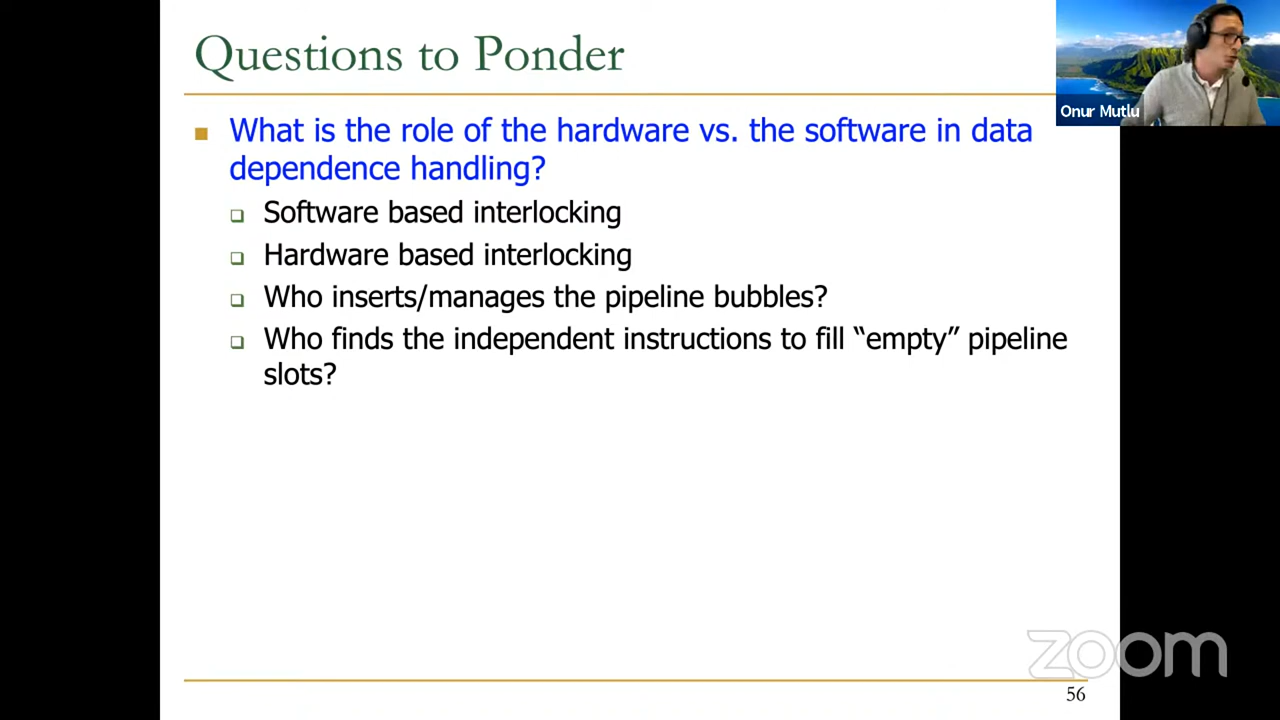 Questions to Ponder
Onur Mutlu
What is the role of the hardware vs. the software in data
dependence handling?
Software based interlocking
Hardware based interlocking
Who inserts/manages the pipeline bubbles?
Who finds the independent instructions to fill “empty” pipeline
slots?
zoom
56